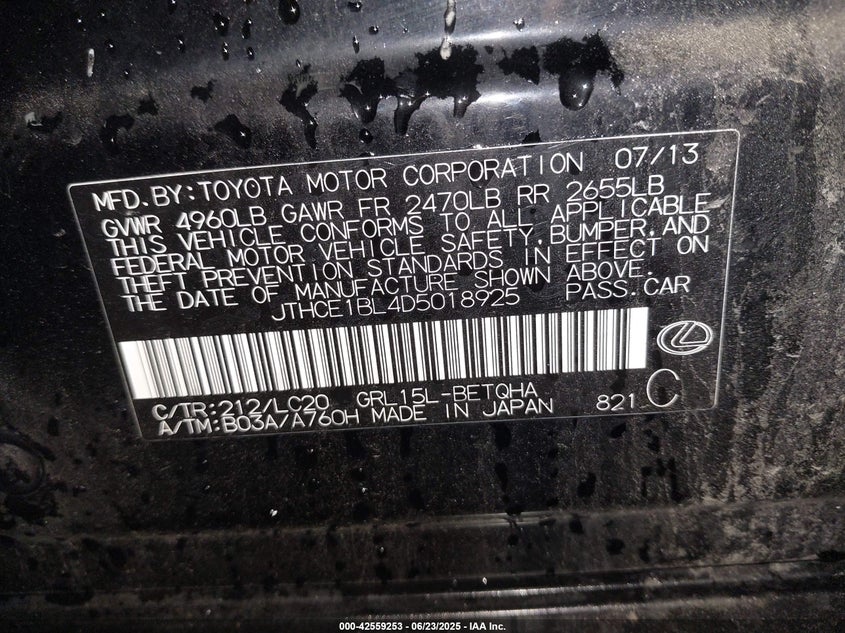 MFD.BY:TOYOTA MOTOR CORPORATION 07/13
GVWR 4960LB GAWR FR 2470LB RR 2655LB
THIS VEHICLE CONFORMS TO ALL APPLICABLE
FEDERAL MOTOR VEHICLE SAFETY,BUMPER,AND
THEFT PREVENTION STANDARDS IN EFFECT ON
THE DATE OF MANUFACTURE SHOWN ABOVE.
JTHCE1BL4D5018925 PASS.CAR
C/TR:212/LC20 GRL15L-BETQHA
A/TM:B03A/A760H MADE IN JAPAN 821 C
000-42559253 - 06/23/2025 - IAA Inc.